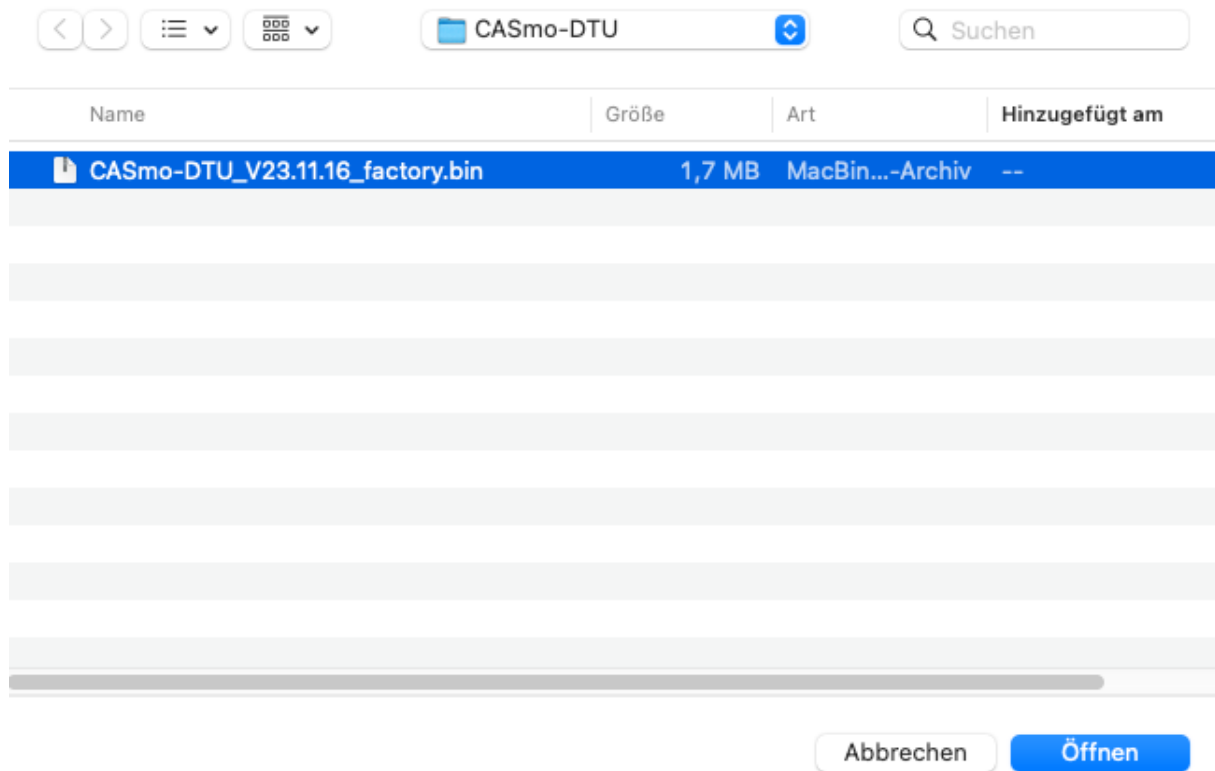 CASmo-DTU
Suchen
Name Größe Art Hinzugefügt am
CASmo-DTU_V23.11.16_factory.bin 1,7 MB MacBin...-Archiv --
Abbrechen Öffnen